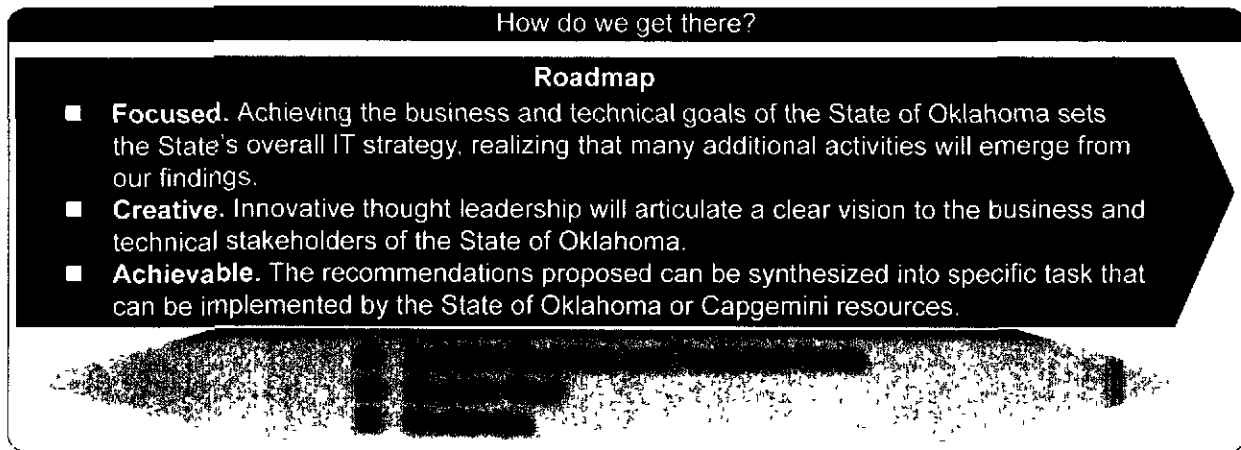 How do we get there?
Roadmap
■ Focused. Achieving the business and technical goals of the State of Oklahoma sets
the State's overall IT strategy, realizing that many additional activities will emerge from
our findings.
■ Creative. Innovative thought leadership will articulate a clear vision to the business and
technical stakeholders of the State of Oklahoma.
■ Achievable. The recommendations proposed can be synthesized into specific task that
can be implemented by the State of Oklahoma or Capgemini resources.